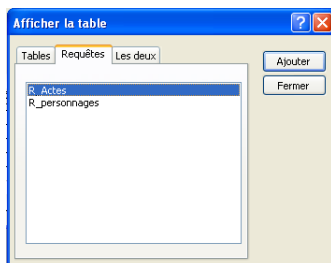 Afficher la table
Tables Requêtes Les deux
Ajouter
Fermer
R_Actes
R_personnages